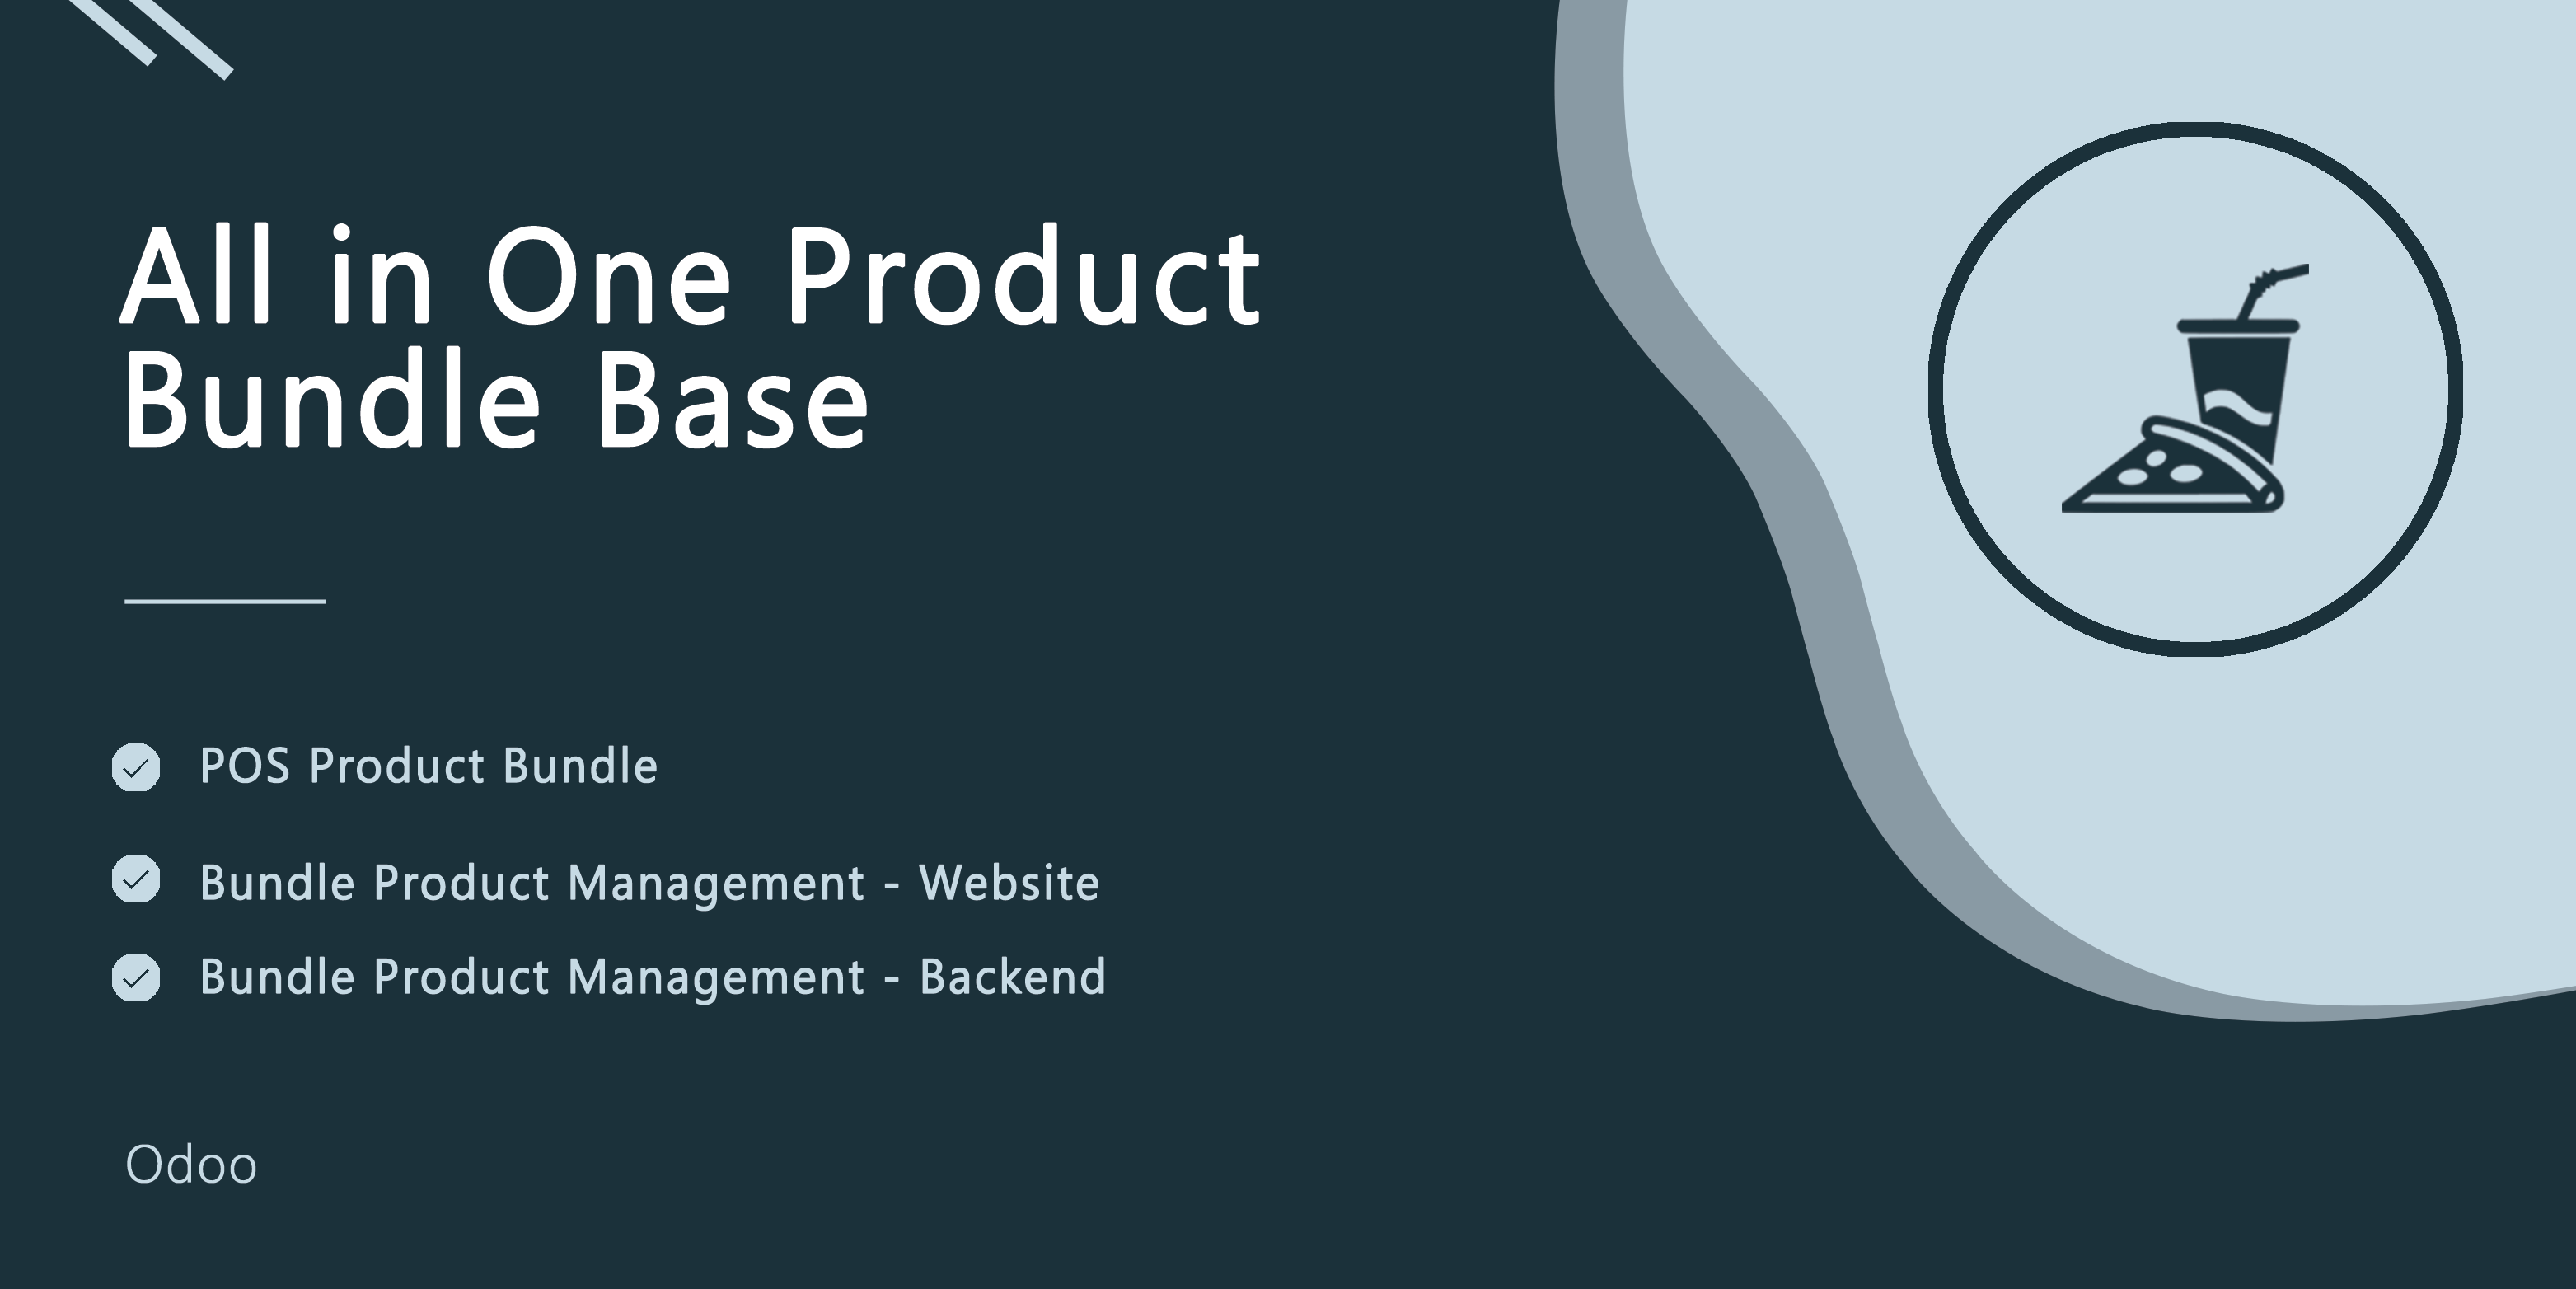 All in One Product
Bundle Base
POS Product Bundle
Bundle Product Management - Website
Bundle Product Management - Backend
Odoo